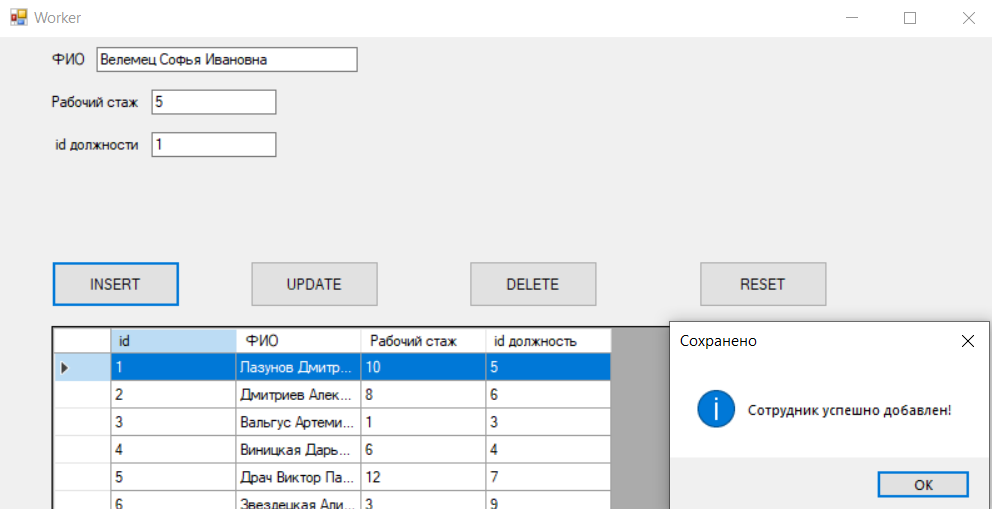 Worker
ФИО Велемец Софья Ивановна
Рабочий стаж 5
id должности 1
INSERT UPDATE DELETE RESET
id ФИО Рабочий стаж id должность
1 Лазунов Дмитр... 10 5
2 Дмитриев Алек... 8 6
3 Вальгус Артеми... 1 3
4 Виницкая Дарь... 6 4
5 Драч Виктор Па... 12 7
6 Звездецкая Али... 3 9
Сохранено
Сотрудник успешно добавлен!
OK